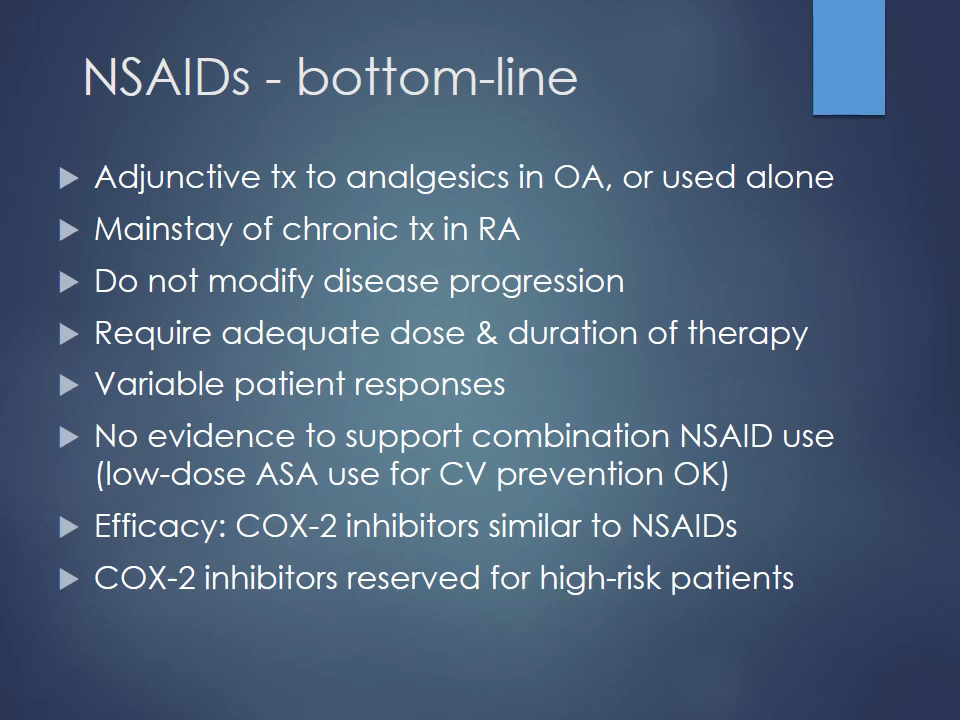 NSAIDs - bottom-line
Adjunctive tx to analgesics in OA, or used alone
Mainstay of chronic tx in RA
Do not modify disease progression
Require adequate dose & duration of therapy
Variable patient responses
No evidence to support combination NSAID use
(low-dose ASA use for CV prevention OK)
Efficacy: COX-2 inhibitors similar to NSAIDs
COX-2 inhibitors reserved for high-risk patients